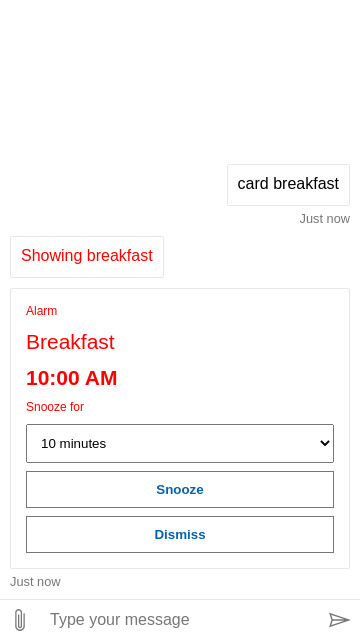 card breakfast
Just now
Showing breakfast
Alarm
Breakfast
10:00 AM
Snooze for
10 minutes
Snooze
Dismiss
Just now
Type your message